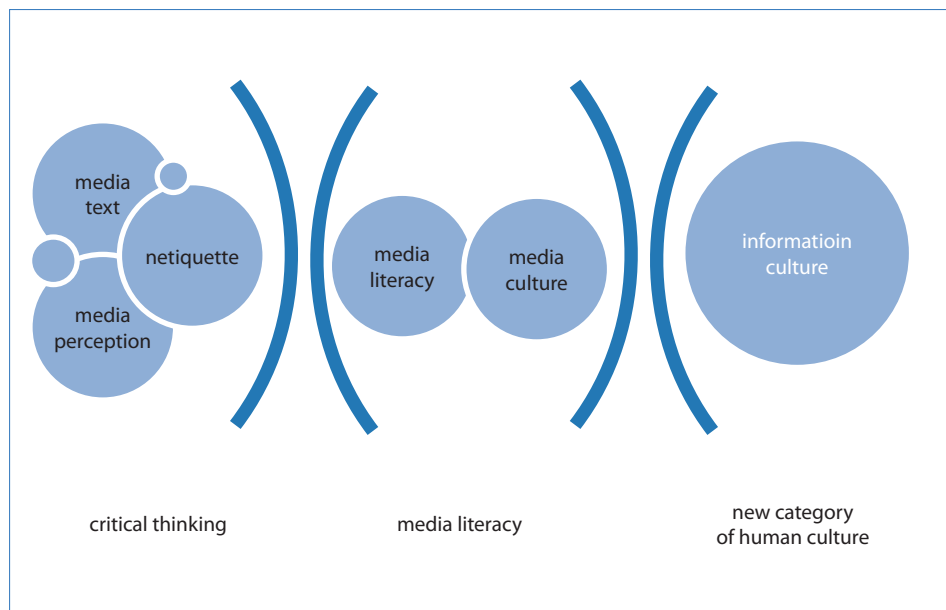 media
text
netiquette
media
perception
media
literacy
media
culture
informatioin
culture
critical thinking
media literacy
new category
of human culture